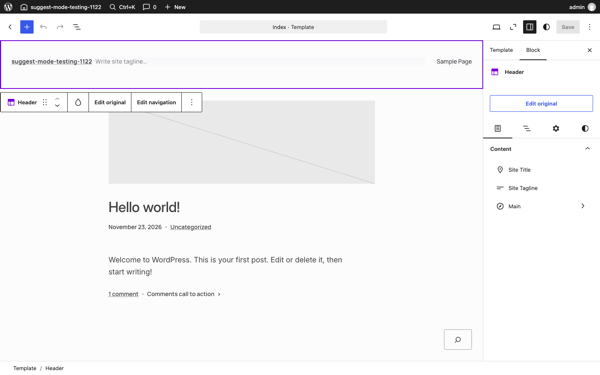 suggest-mode-testing-1122 Ctrl+K 0 New admin
Index · Template Save
suggest-mode-testing-1122 Write site tagline... Sample Page
Template Block
Header
Edit original
Header Edit original Edit navigation
Content
Site Title
Site Tagline
Main
Hello world!
November 23, 2026 · Uncategorized
Welcome to WordPress. This is your first post. Edit or delete it, then
start writing!
1 comment · Comments call to action
Template / Header